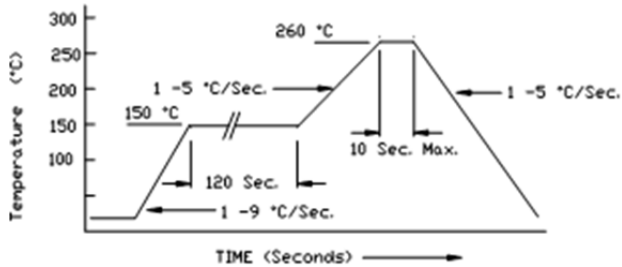 300
260 °C
250
200
1 -5 °C/Sec.
1 -5 °C/Sec.
150 °C
150
10 Sec. Max.
100
120 Sec.
1 -9 °C/Sec.
Temperature (°C)
TIME (Seconds)